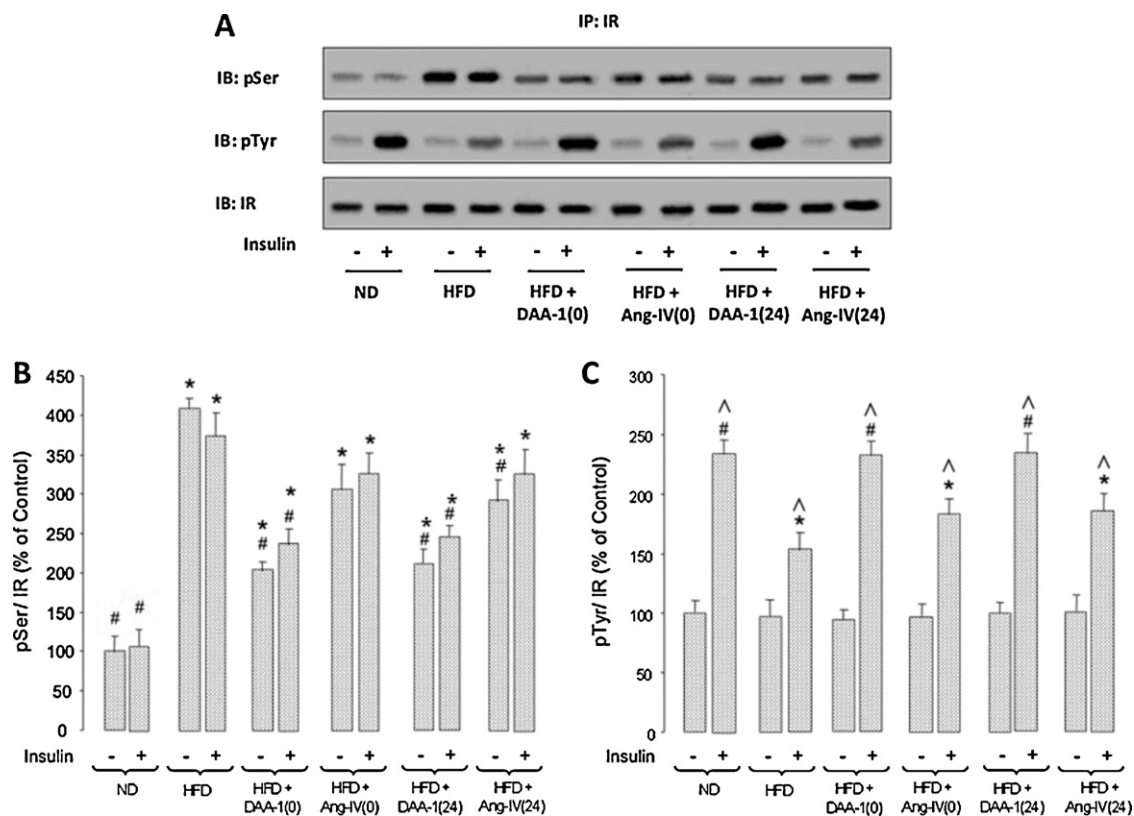 A
IP: IR
IB: pSer
IB: pTyr
IB: IR
Insulin - + - + - + - + - + - +
ND HFD HFD + HFD + HFD + HFD +
DAA-1(0) Ang-IV(0) DAA-1(24) Ang-IV(24)
B
pSer/ IR (% of Control)
450
400
350
300
250
200
150
100
50
0
# # * * * # * # * * * # * # * # *
Insulin - + - + - + - + - + - +
ND HFD HFD + HFD + HFD + HFD +
DAA-1(0) Ang-IV(0) DAA-1(24) Ang-IV(24)
C
pTyr/ IR (% of Control)
300
250
200
150
100
50
0
^ ^ ^ ^ ^ ^
# * # * # *
Insulin - + - + - + - + - + - +
ND HFD HFD + HFD + HFD + HFD +
DAA-1(0) Ang-IV(0) DAA-1(24) Ang-IV(24)